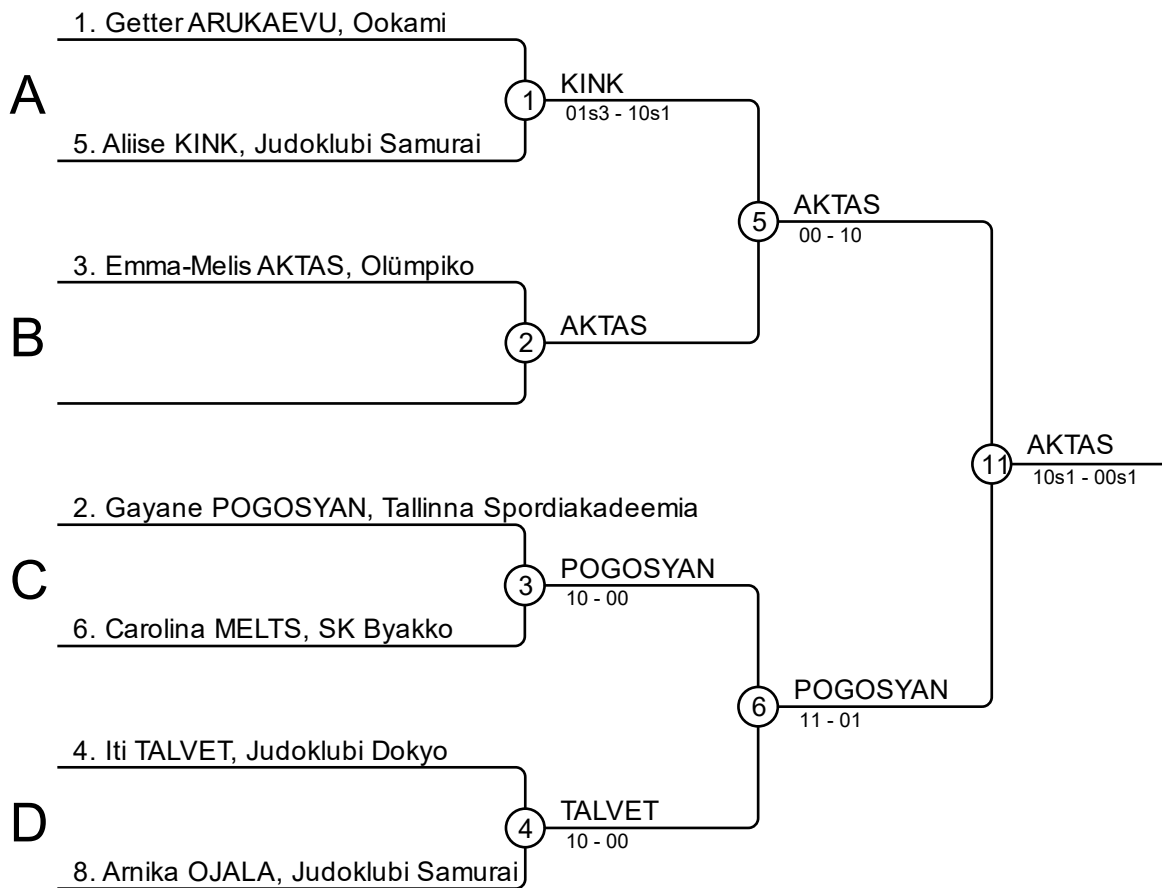 1. Getter ARUKAEVU, Ookami
A
1
KINK
01s3 - 10s1
5. Aliise KINK, Judoklubi Samurai
5
AKTAS
00 - 10
3. Emma-Melis AKTAS, Olümpiko
B
2
AKTAS
11
AKTAS
10s1 - 00s1
2. Gayane POGOSYAN, Tallinna Spordiakadeemia
C
3
POGOSYAN
10 - 00
6. Carolina MELTS, SK Byakko
6
POGOSYAN
11 - 01
4. Iti TALVET, Judoklubi Dokyo
D
4
TALVET
10 - 00
8. Arnika OJALA, Judoklubi Samurai